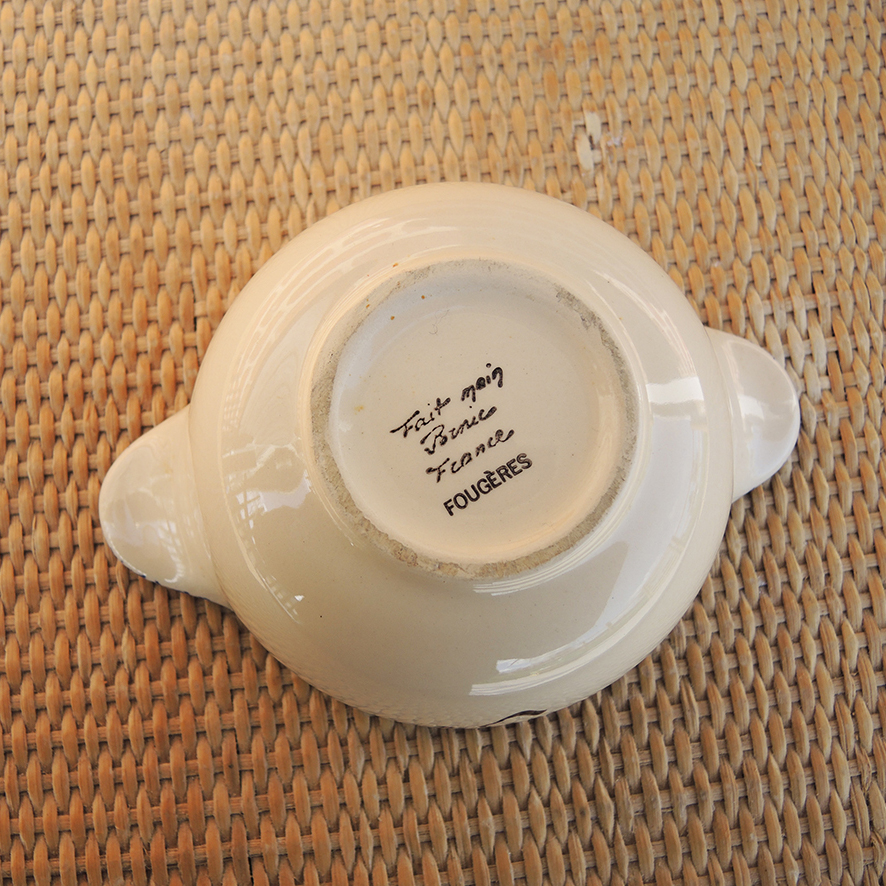 Fait main
Pornic
France
FOUGÈRES